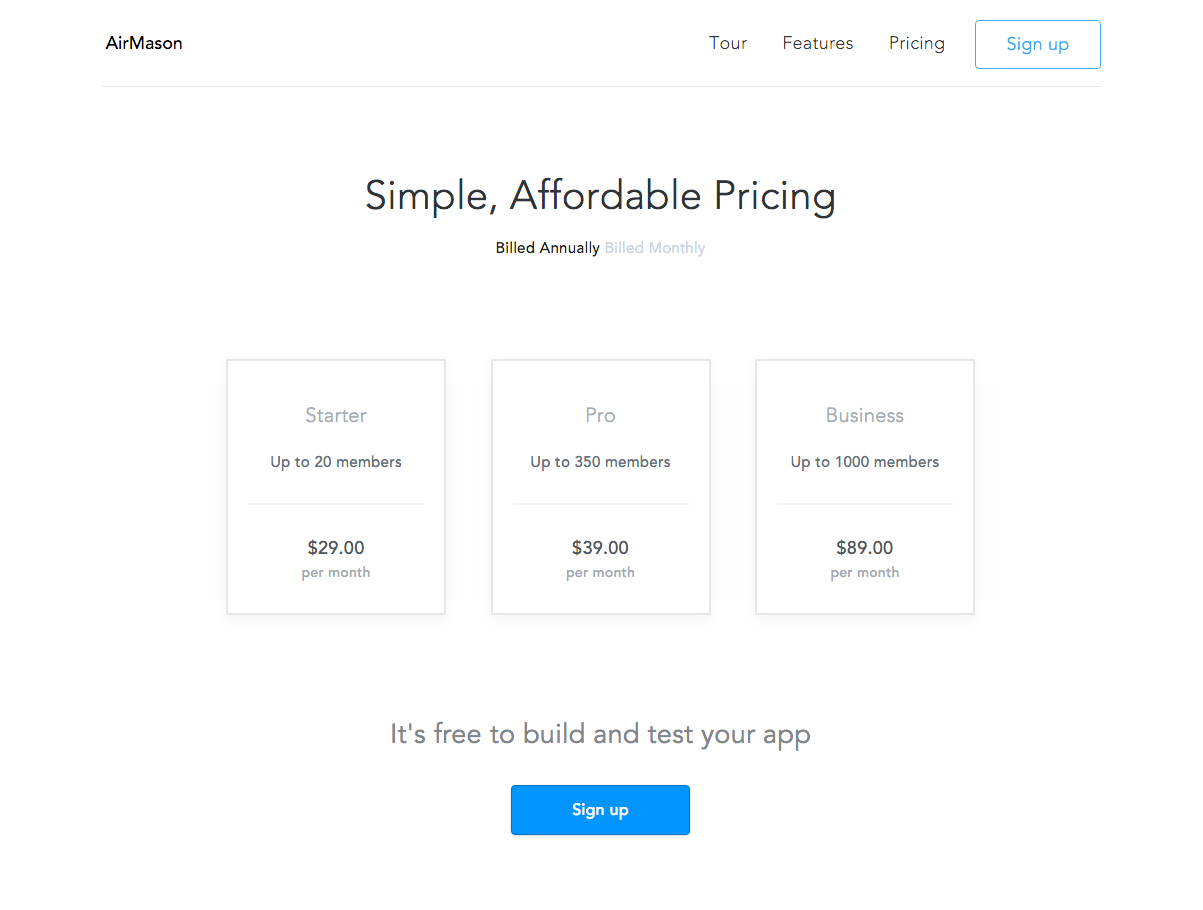 AirMason
Tour Features Pricing Sign up
Simple, Affordable Pricing
Billed Annually Billed Monthly
Starter
Up to 20 members
$29.00
per month
Pro
Up to 350 members
$39.00
per month
Business
Up to 1000 members
$89.00
per month
It's free to build and test your app
Sign up